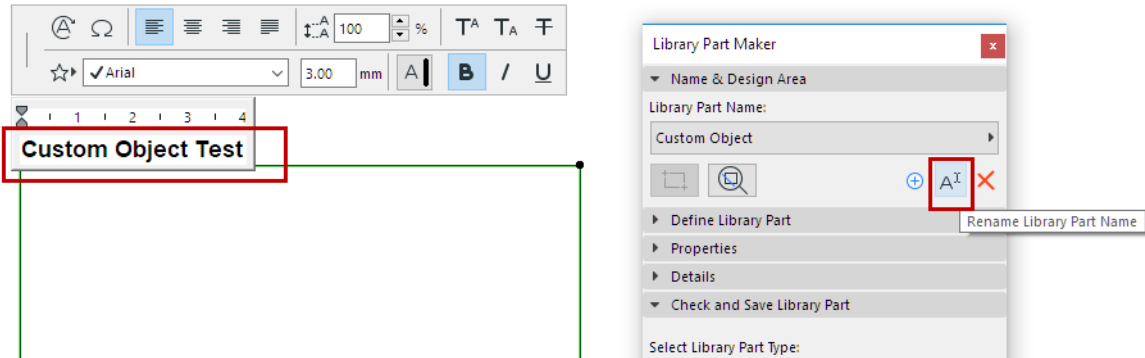 100 %
TA TA T
✓Arial 3.00 mm A B I U
1 2 3 4
Custom Object Test
Library Part Maker
x
Name & Design Area
Library Part Name:
Custom Object
A
Rename Library Part Name
Define Library Part
Properties
Details
Check and Save Library Part
Select Library Part Type: